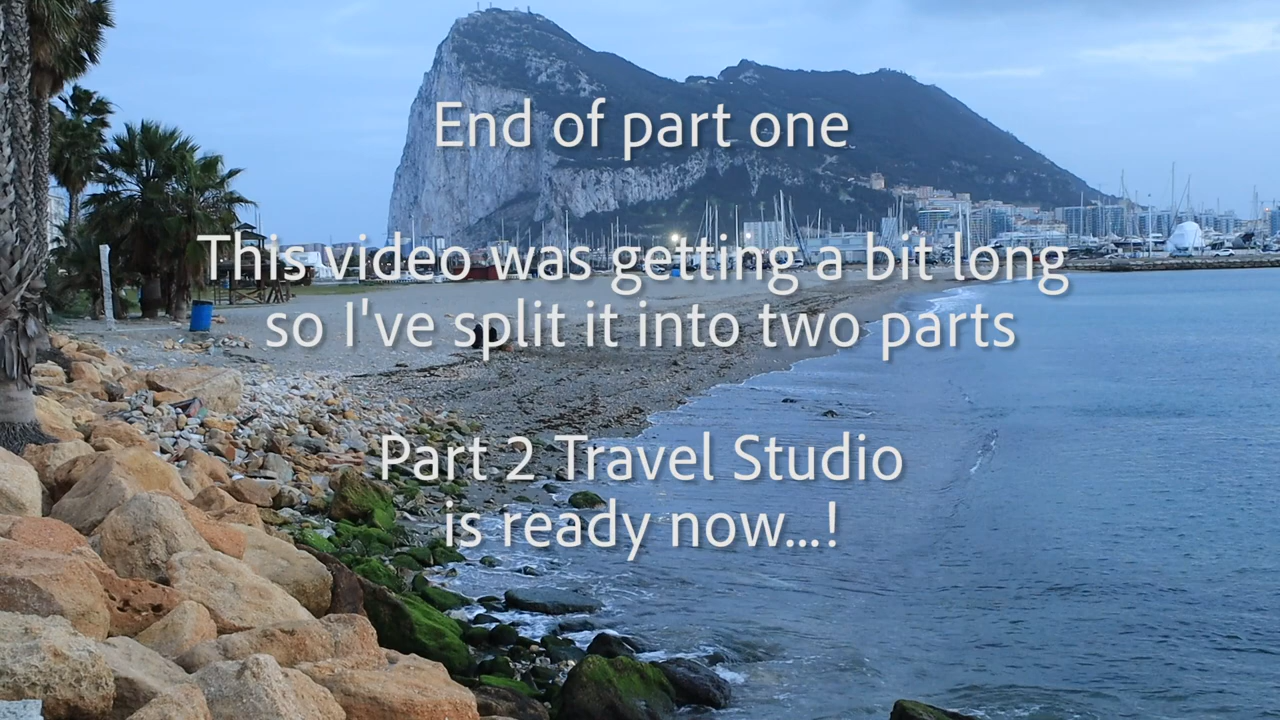 End of part one
This video was getting a bit long
so I've split it into two parts
Part 2 Travel Studio
is ready now...!